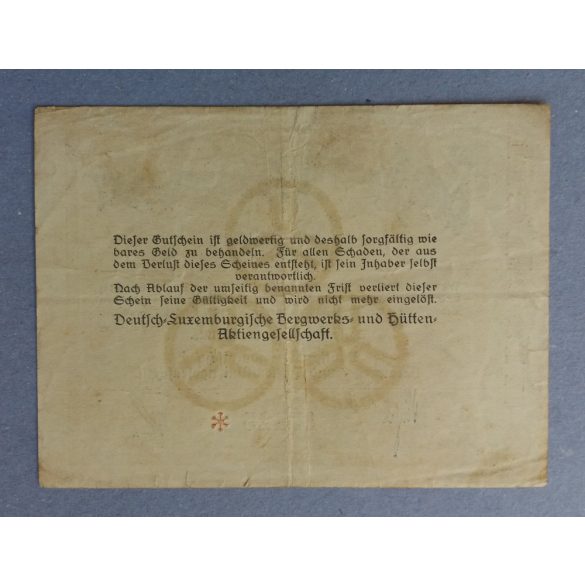 Dieser Gutschein ist geldwertig und deshalb sorgfältig wie
bares Geld zu behandeln. Für allen Schaden, der aus
dem Verlust dieses Scheines entsteht, ist sein Inhaber selbst
verantwortlich.
Nach Ablauf der umseitig benannten Frist verliert dieser
Schein seine Gültigkeit und wird nicht mehr eingelöst.
Deutsch-Luxemburgische Bergwerks- und Hütten-
Aktiengesellschaft.